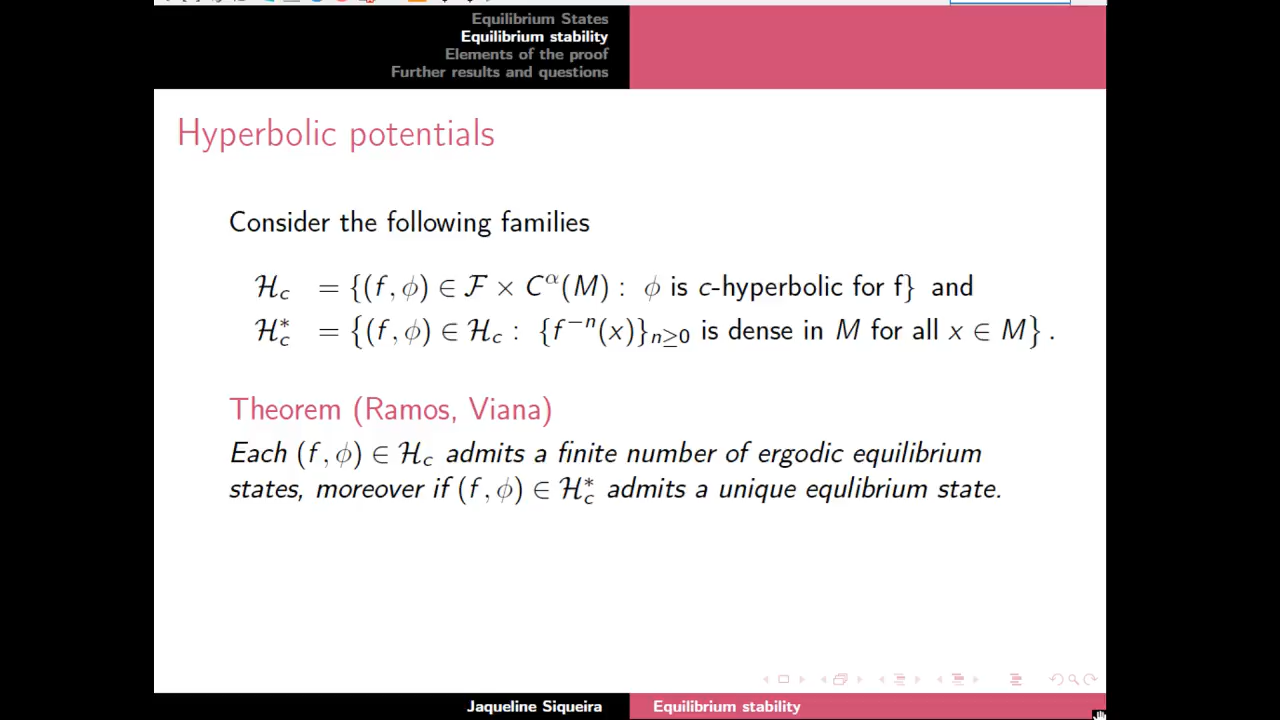 Equilibrium States
Equilibrium stability
Elements of the proof
Further results and questions
Hyperbolic potentials
Consider the following families
ℋ_c = {(f, ϕ) ∈ ℱ × C^α(M) : ϕ is c-hyperbolic for f} and
ℋ_c^* = {(f, ϕ) ∈ ℋ_c : {f^{−n}(x)}_{n≥0} is dense in M for all x ∈ M} .
Theorem (Ramos, Viana)
Each (f, ϕ) ∈ ℋ_c admits a finite number of ergodic equilibrium
states, moreover if (f, ϕ) ∈ ℋ_c^* admits a unique equlibrium state.
Jaqueline Siqueira
Equilibrium stability